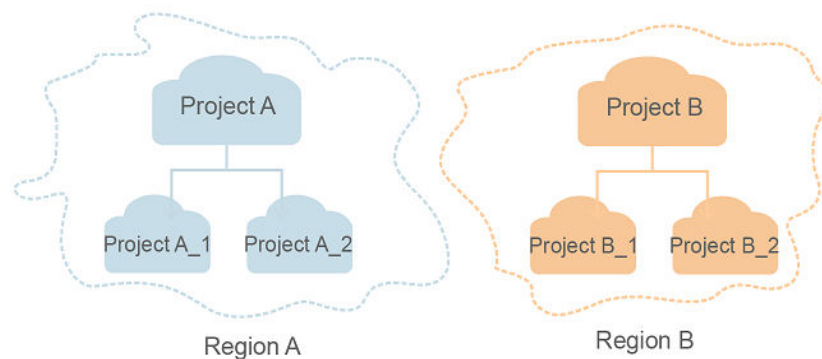 Project A
Project B
Project A_1
Project A_2
Project B_1
Project B_2
Region A
Region B